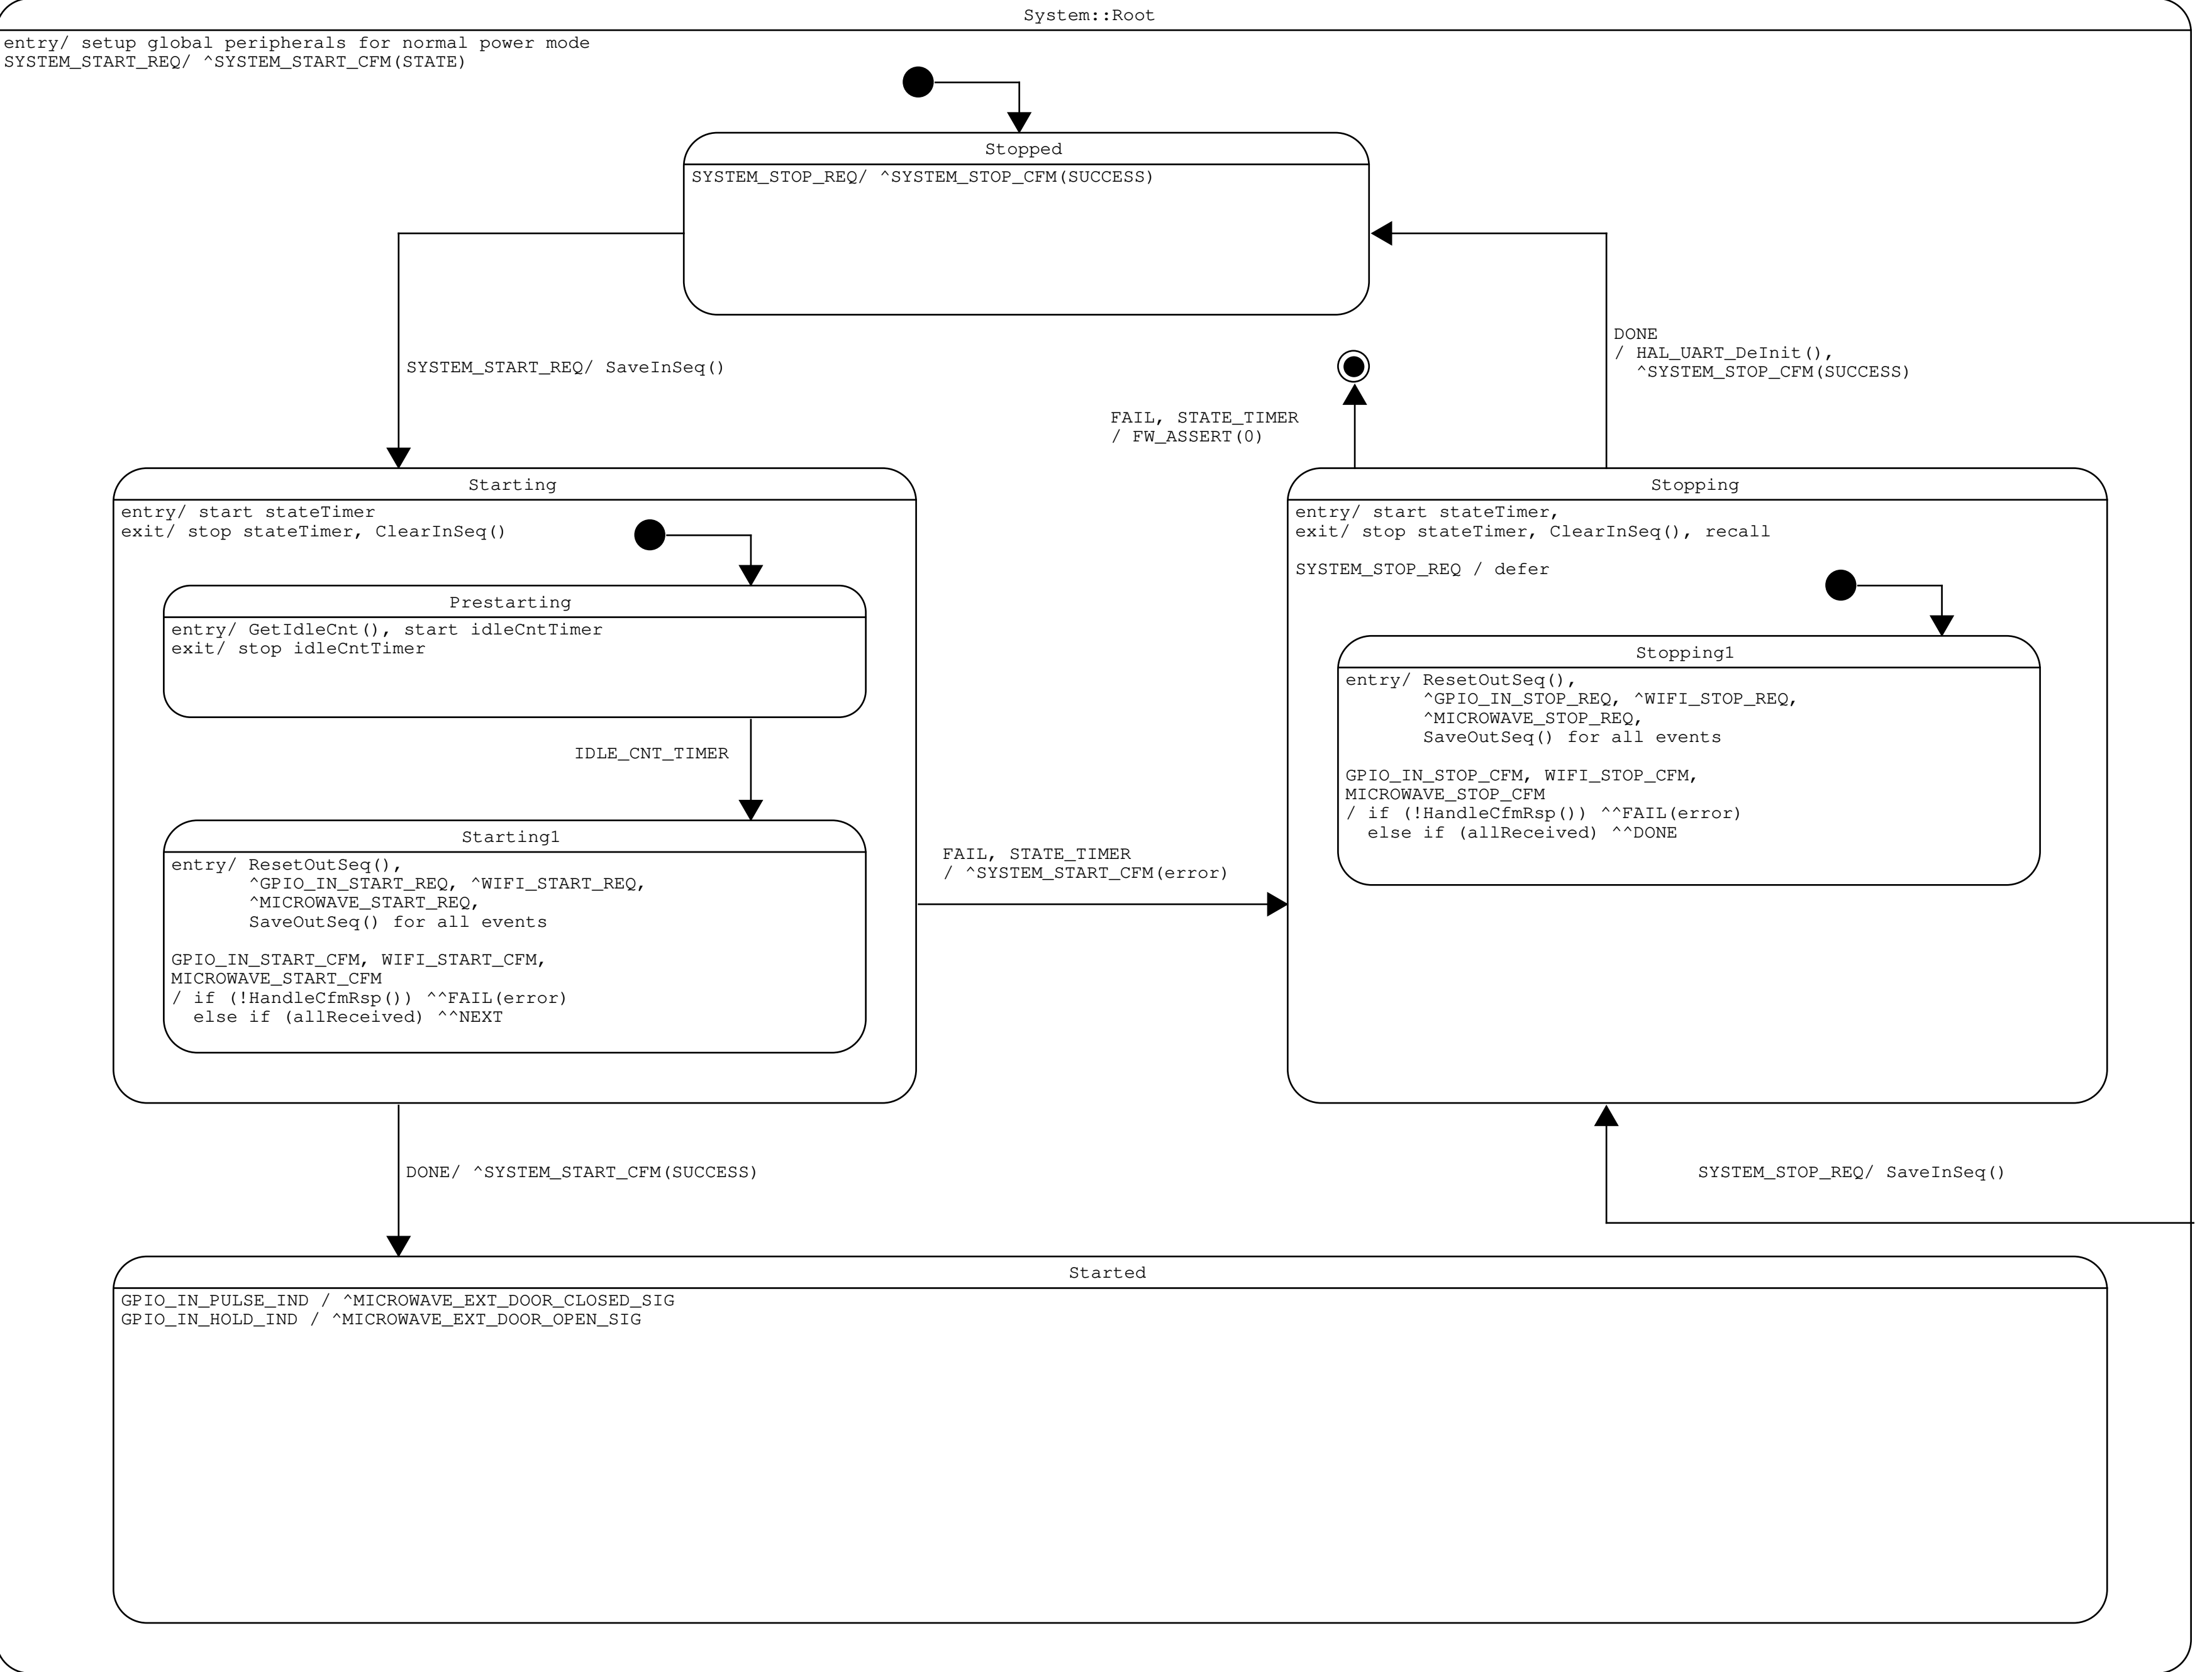 System::Root
entry/ setup global peripherals for normal power mode
SYSTEM_START_REQ/ ^SYSTEM_START_CFM(STATE)
Stopped
SYSTEM_STOP_REQ/ ^SYSTEM_STOP_CFM(SUCCESS)
SYSTEM_START_REQ/ SaveInSeq()
DONE
/ HAL_UART_DeInit(),
^SYSTEM_STOP_CFM(SUCCESS)
FAIL, STATE_TIMER
/ FW_ASSERT(0)
Starting
entry/ start stateTimer
exit/ stop stateTimer, ClearInSeq()
Prestarting
entry/ GetIdleCnt(), start idleCntTimer
exit/ stop idleCntTimer
IDLE_CNT_TIMER
Starting1
entry/ ResetOutSeq(),
^GPIO_IN_START_REQ, ^WIFI_START_REQ,
^MICROWAVE_START_REQ,
SaveOutSeq() for all events
GPIO_IN_START_CFM, WIFI_START_CFM,
MICROWAVE_START_CFM
/ if (!HandleCfmRsp()) ^^FAIL(error)
else if (allReceived) ^^NEXT
FAIL, STATE_TIMER
/ ^SYSTEM_START_CFM(error)
Stopping
entry/ start stateTimer,
exit/ stop stateTimer, ClearInSeq(), recall
SYSTEM_STOP_REQ / defer
Stopping1
entry/ ResetOutSeq(),
^GPIO_IN_STOP_REQ, ^WIFI_STOP_REQ,
^MICROWAVE_STOP_REQ,
SaveOutSeq() for all events
GPIO_IN_STOP_CFM, WIFI_STOP_CFM,
MICROWAVE_STOP_CFM
/ if (!HandleCfmRsp()) ^^FAIL(error)
else if (allReceived) ^^DONE
DONE/ ^SYSTEM_START_CFM(SUCCESS)
SYSTEM_STOP_REQ/ SaveInSeq()
Started
GPIO_IN_PULSE_IND / ^MICROWAVE_EXT_DOOR_CLOSED_SIG
GPIO_IN_HOLD_IND / ^MICROWAVE_EXT_DOOR_OPEN_SIG